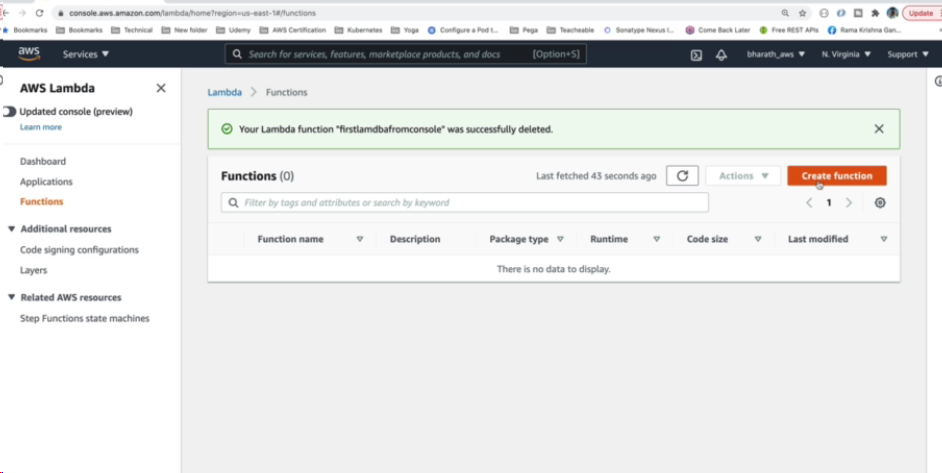 console.aws.amazon.com/lambda/home?region=us-east-1#/functions
Update
Bookmarks Bookmarks Technical New folder Udemy AWS Certification Kubernetes Yoga Configure a Pod t... Pega Teacheable Sonatype Nexus I... Come Back Later Free REST APIs Rama Krishna Gan...
aws Services ▼ Search for services, features, marketplace products, and docs [Option+S] bharath_aws ▼ N. Virginia ▼ Support ▼
AWS Lambda
Updated console (preview)
Learn more
Dashboard
Applications
Functions
Additional resources
Code signing configurations
Layers
Related AWS resources
Step Functions state machines
Lambda > Functions
Your Lambda function "firstlamdbafromconsole" was successfully deleted.
Functions (0) Last fetched 43 seconds ago Actions ▼ Create function
Filter by tags and attributes or search by keyword < 1 >
Function name Description Package type Runtime Code size Last modified
There is no data to display.